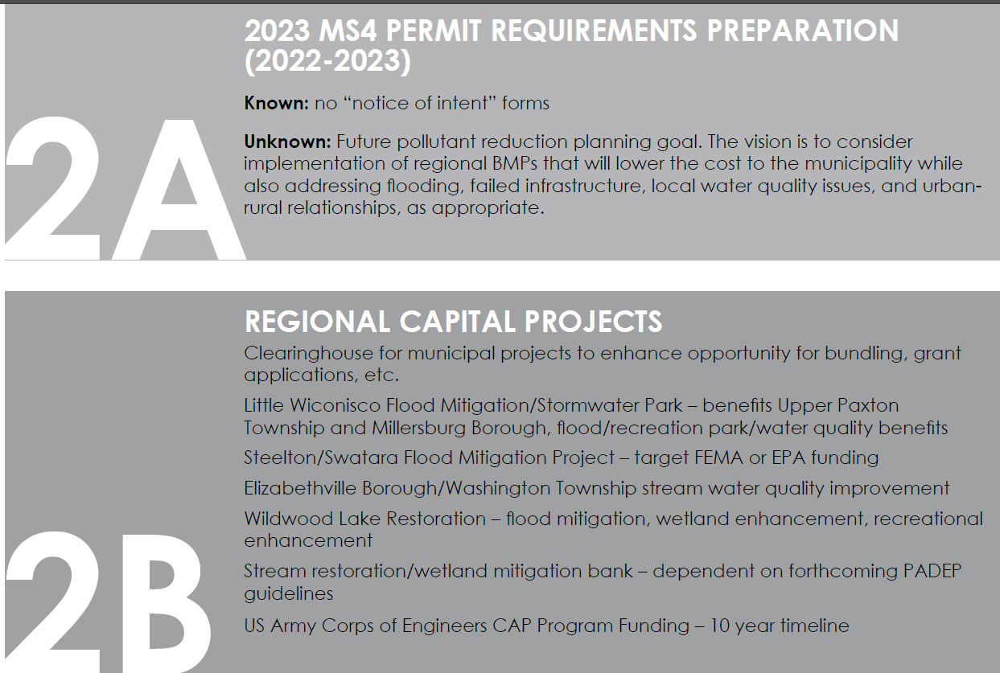 2A
2023 MS4 PERMIT REQUIREMENTS PREPARATION
(2022-2023)
Known: no “notice of intent” forms
Unknown: Future pollutant reduction planning goal. The vision is to consider
implementation of regional BMPs that will lower the cost to the municipality while
also addressing flooding, failed infrastructure, local water quality issues, and urban-
rural relationships, as appropriate.
2B
REGIONAL CAPITAL PROJECTS
Clearinghouse for municipal projects to enhance opportunity for bundling, grant
applications, etc.
Little Wiconisco Flood Mitigation/Stormwater Park – benefits Upper Paxton
Township and Millersburg Borough, flood/recreation park/water quality benefits
Steelton/Swatara Flood Mitigation Project – target FEMA or EPA funding
Elizabethville Borough/Washington Township stream water quality improvement
Wildwood Lake Restoration – flood mitigation, wetland enhancement, recreational
enhancement
Stream restoration/wetland mitigation bank – dependent on forthcoming PADEP
guidelines
US Army Corps of Engineers CAP Program Funding – 10 year timeline